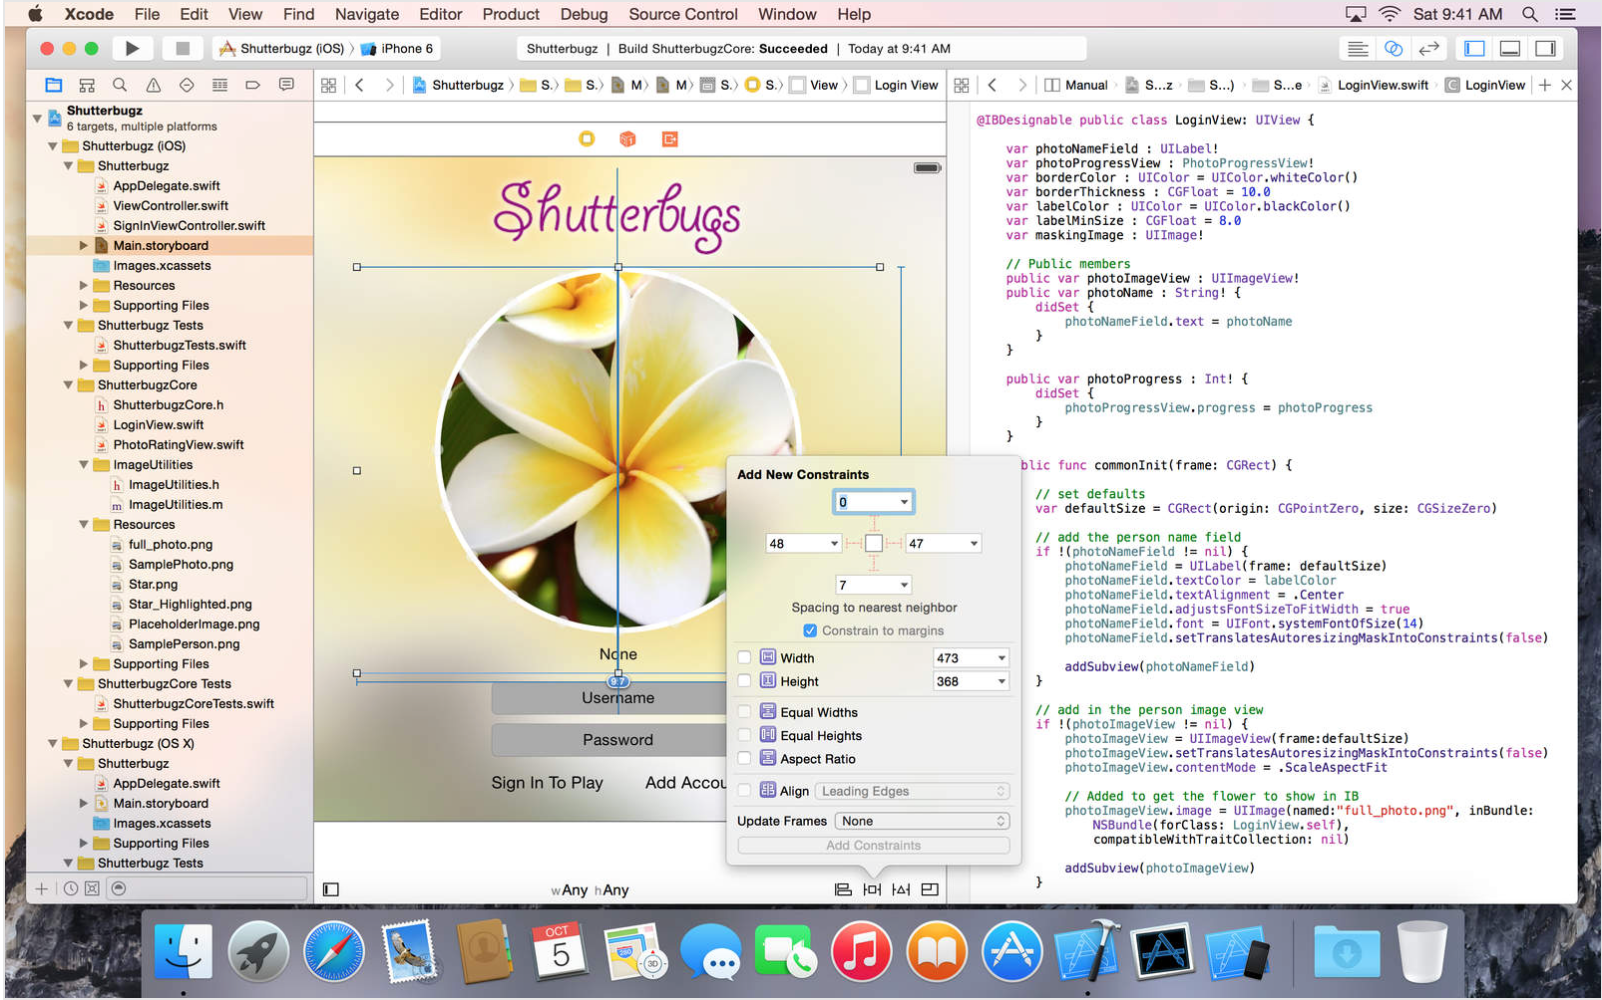 Xcode File Edit View Find Navigate Editor Product Debug Source Control Window Help Sat 9:41 AM
Shutterbugz (iOS) iPhone 6 Shutterbugz | Build ShutterbugzCore: Succeeded | Today at 9:41 AM
Shutterbugz S. S. M M S. S. View Login View
Manual S...z S...) S...e LoginView.swift LoginView
Shutterbugz
6 targets, multiple platforms
Shutterbugz (iOS)
Shutterbugz
AppDelegate.swift
ViewController.swift
SignInViewController.swift
Main.storyboard
Images.xcassets
Resources
Supporting Files
Shutterbugz Tests
ShutterbugzTests.swift
Supporting Files
ShutterbugzCore
ShutterbugzCore.h
LoginView.swift
PhotoRatingView.swift
ImageUtilities
ImageUtilities.h
ImageUtilities.m
Resources
full_photo.png
SamplePhoto.png
Star.png
Star_Highlighted.png
PlaceholderImage.png
SamplePerson.png
Supporting Files
ShutterbugzCore Tests
ShutterbugzCoreTests.swift
Supporting Files
Shutterbugz (OS X)
Shutterbugz
AppDelegate.swift
Main.storyboard
Images.xcassets
Supporting Files
Shutterbugz Tests
Shutterbugs
None
9.7
Username
Password
Sign In To Play Add Accou
wAny hAny
Add New Constraints
0
48 47
7
Spacing to nearest neighbor
Constrain to margins
Width 473
Height 368
Equal Widths
Equal Heights
Aspect Ratio
Align Leading Edges
Update Frames None
Add Constraints
@IBDesignable public class LoginView: UIView {
var photoNameField : UILabel!
var photoProgressView : PhotoProgressView!
var borderColor : UIColor = UIColor.whiteColor()
var borderThickness : CGFloat = 10.0
var labelColor : UIColor = UIColor.blackColor()
var labelMinSize : CGFloat = 8.0
var maskingImage : UIImage!
// Public members
public var photoImageView : UIImageView!
public var photoName : String! {
didSet {
photoNameField.text = photoName
}
}
public var photoProgress : Int! {
didSet {
photoProgressView.progress = photoProgress
}
}
blic func commonInit(frame: CGRect) {
// set defaults
var defaultSize = CGRect(origin: CGPointZero, size: CGSizeZero)
// add the person name field
if !(photoNameField != nil) {
photoNameField = UILabel(frame: defaultSize)
photoNameField.textColor = labelColor
photoNameField.textAlignment = .Center
photoNameField.adjustsFontSizeToFitWidth = true
photoNameField.font = UIFont.systemFontOfSize(14)
photoNameField.setTranslatesAutoresizingMaskIntoConstraints(false)
addSubview(photoNameField)
}
// add in the person image view
if !(photoImageView != nil) {
photoImageView = UIImageView(frame:defaultSize)
photoImageView.setTranslatesAutoresizingMaskIntoConstraints(false)
photoImageView.contentMode = .ScaleAspectFit
// Added to get the flower to show in IB
photoImageView.image = UIImage(named:"full_photo.png", inBundle:
NSBundle(forClass: LoginView.self),
compatibleWithTraitCollection: nil)
addSubview(photoImageView)
}
OCT
5
3D